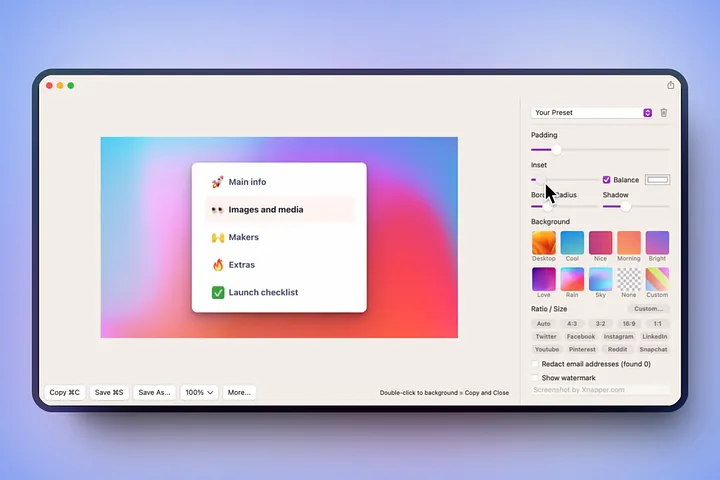 Your Preset
Padding
Inset
Balance
Radius
Shadow
Background
Desktop
Cool
Nice
Morning
Bright
Love
Rain
Sky
None
Custom
Ratio / Size
Custom...
Auto
4:3
3:2
16:9
1:1
Twitter
Facebook
Instagram
LinkedIn
Youtube
Pinterest
Reddit
Snapchat
Redact email addresses (found 0)
Show watermark
Screenshot by Xnapper.com
Main info
Images and media
Makers
Extras
Launch checklist
Copy ⌘C
Save ⌘S
Save As...
100%
More...
Double-click to background = Copy and Close